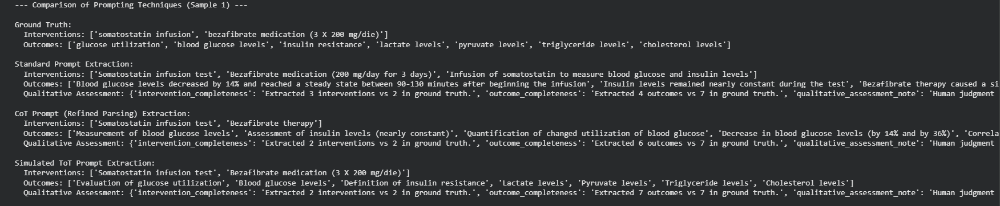 --- Comparison of Prompting Techniques (Sample 1) ---
Ground Truth:
Interventions: ['somatostatin infusion', 'bezafibrate medication (3 X 200 mg/die)']
Outcomes: ['glucose utilization', 'blood glucose levels', 'insulin resistance', 'lactate levels', 'pyruvate levels', 'triglyceride levels', 'cholesterol levels']
Standard Prompt Extraction:
Interventions: ['Somatostatin infusion test', 'Bezafibrate medication (200 mg/day for 3 days)', 'Infusion of somatostatin to measure blood glucose and insulin levels']
Outcomes: ['Blood glucose levels decreased by 14% and reached a steady state between 90-130 minutes after beginning the infusion', 'Insulin levels remained nearly constant during the test', 'Bezafibrate therapy caused a si
Qualitative Assessment: {'intervention_completeness': 'Extracted 3 interventions vs 2 in ground truth.', 'outcome_completeness': 'Extracted 4 outcomes vs 7 in ground truth.', 'qualitative_assessment_note': 'Human judgment
CoT Prompt (Refined Parsing) Extraction:
Interventions: ['Somatostatin infusion test', 'Bezafibrate therapy']
Outcomes: ['Measurement of blood glucose levels', 'Assessment of insulin levels (nearly constant)', 'Quantification of changed utilization of blood glucose', 'Decrease in blood glucose levels (by 14% and by 36%)', 'Correla
Qualitative Assessment: {'intervention_completeness': 'Extracted 2 interventions vs 2 in ground truth.', 'outcome_completeness': 'Extracted 6 outcomes vs 7 in ground truth.', 'qualitative_assessment_note': 'Human judgment
Simulated ToT Prompt Extraction:
Interventions: ['Somatostatin infusion test', 'Bezafibrate medication (3 X 200 mg/die)']
Outcomes: ['Evaluation of glucose utilization', 'Blood glucose levels', 'Definition of insulin resistance', 'Lactate levels', 'Pyruvate levels', 'Triglyceride levels', 'Cholesterol levels']
Qualitative Assessment: {'intervention_completeness': 'Extracted 2 interventions vs 2 in ground truth.', 'outcome_completeness': 'Extracted 7 outcomes vs 7 in ground truth.', 'qualitative_assessment_note': 'Human judgment